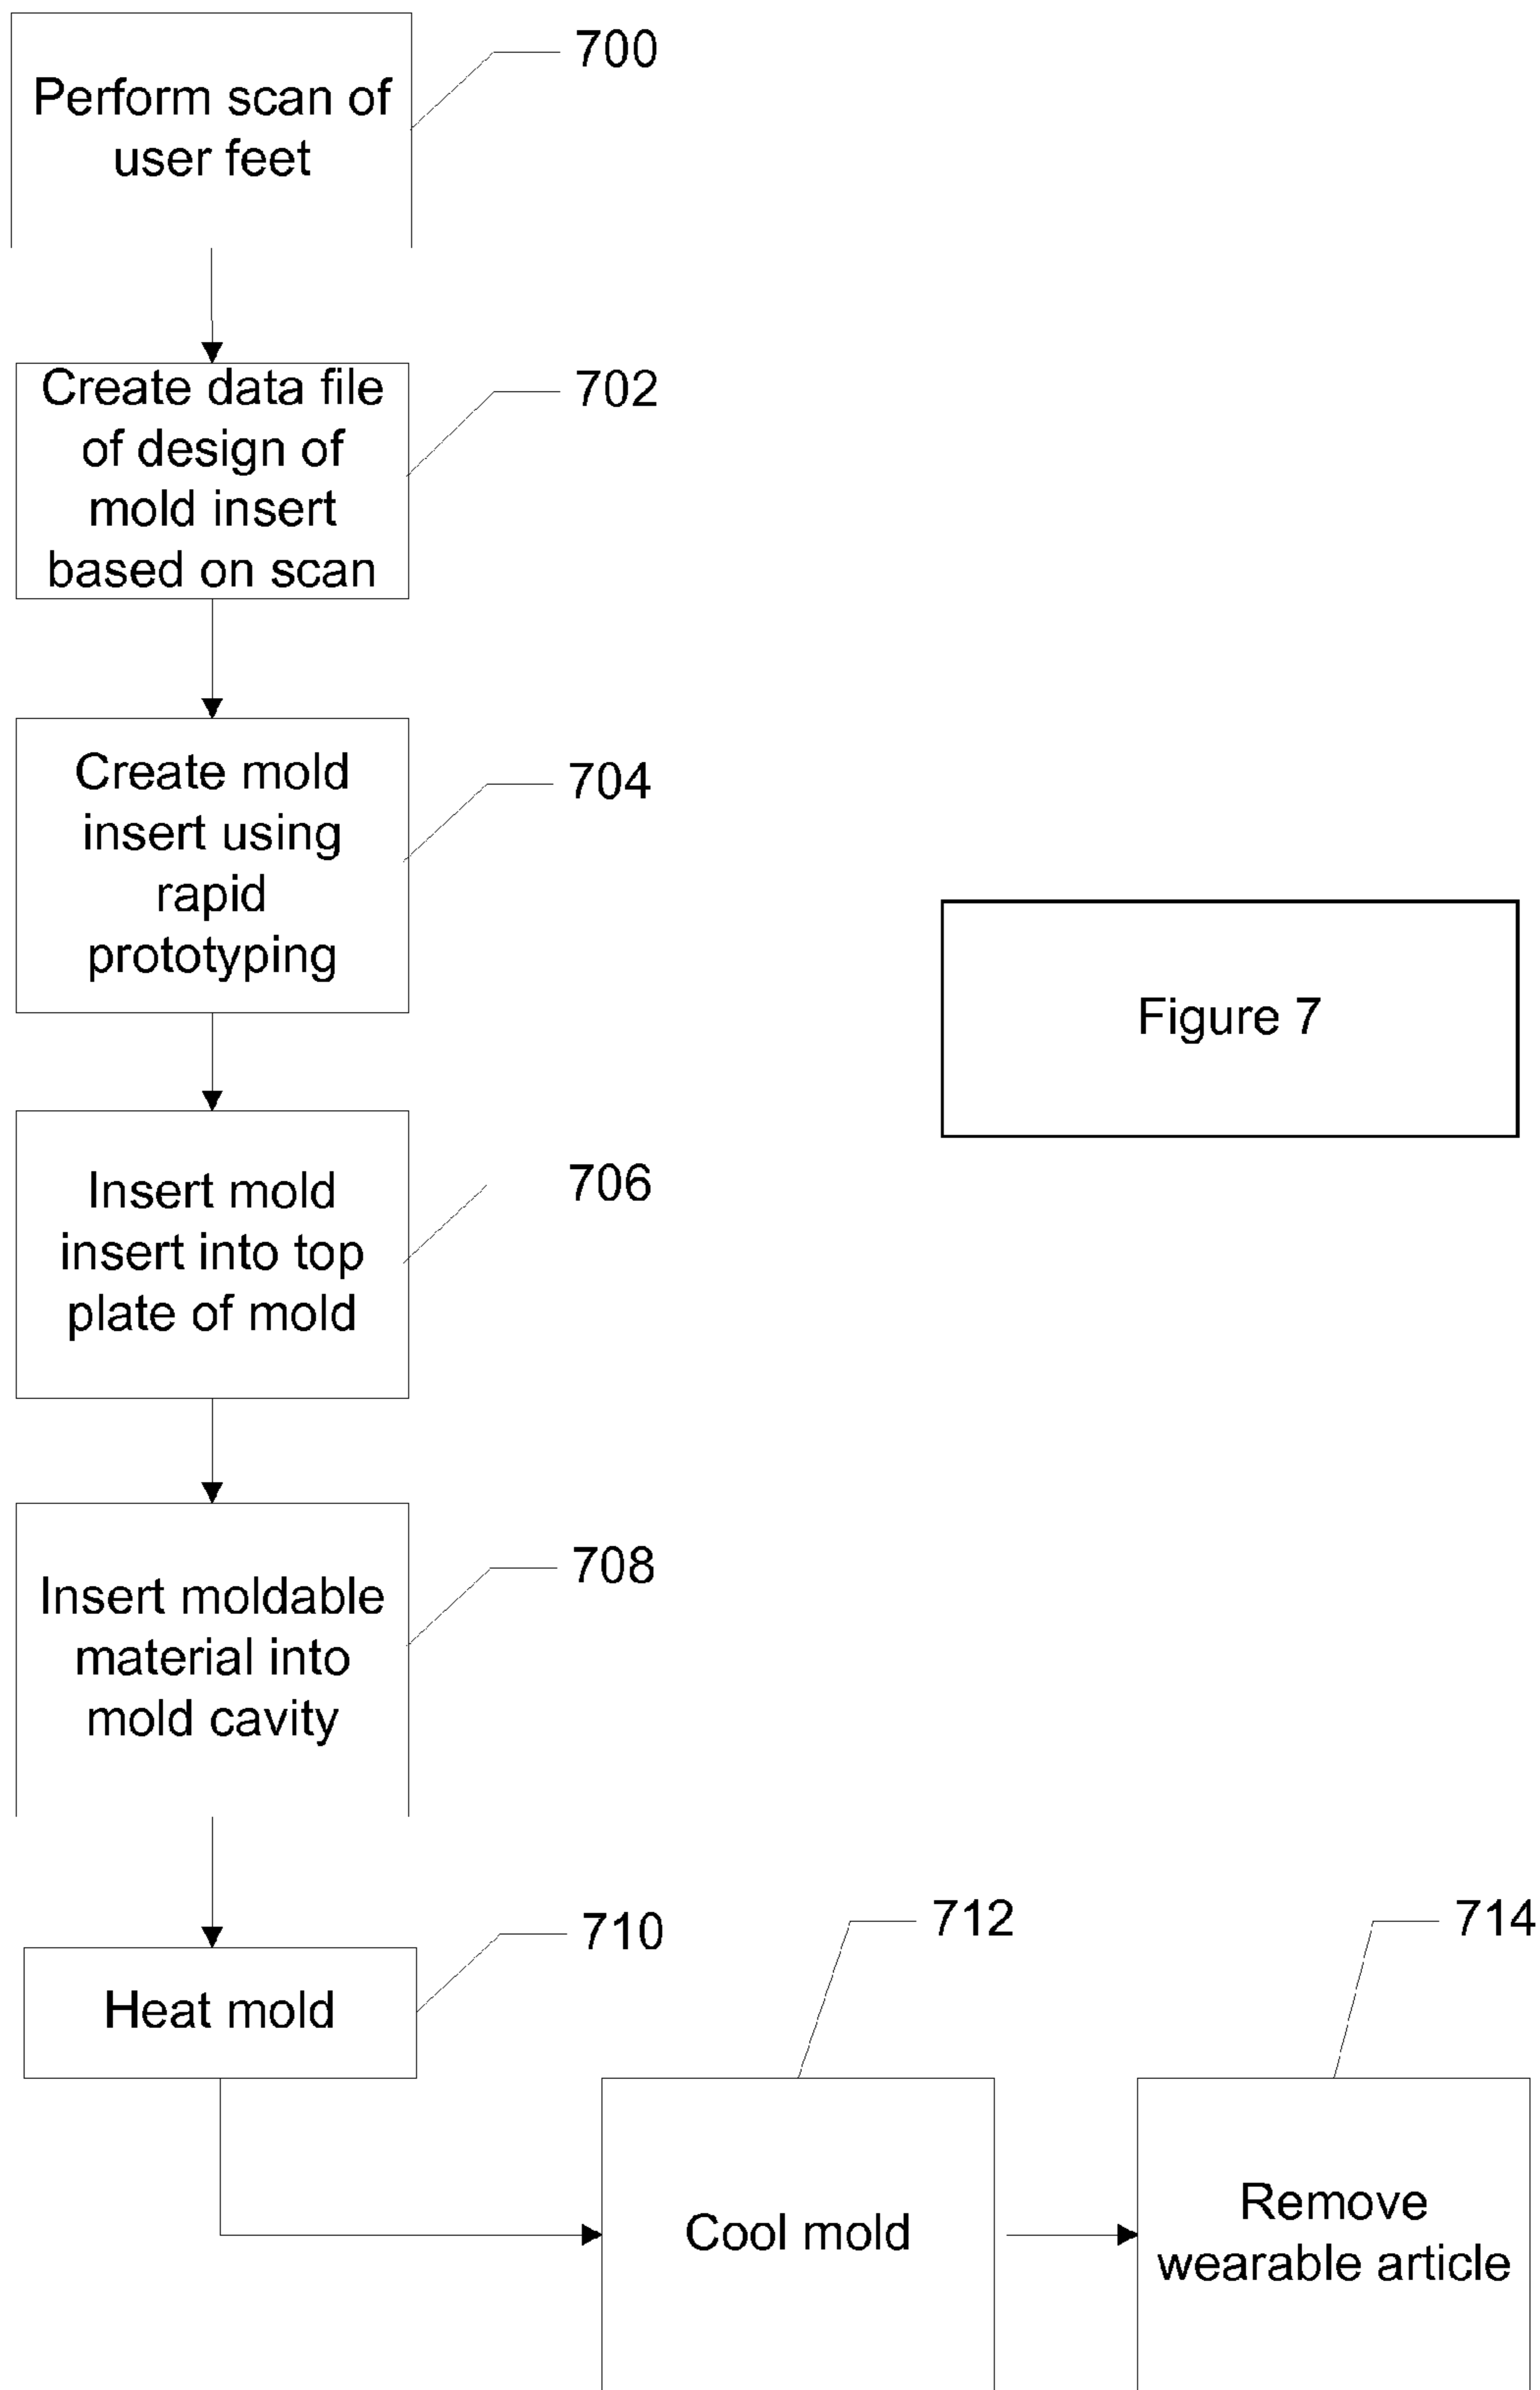 700
Perform scan of
user feet
702
Create data file
of design of
mold insert
based on scan
704
Create mold
insert using
rapid
prototyping
Figure 7
706
Insert mold
insert into top
plate of mold
708
Insert moldable
material into
mold cavity
710
Heat mold
712
Cool mold
714
Remove
wearable article